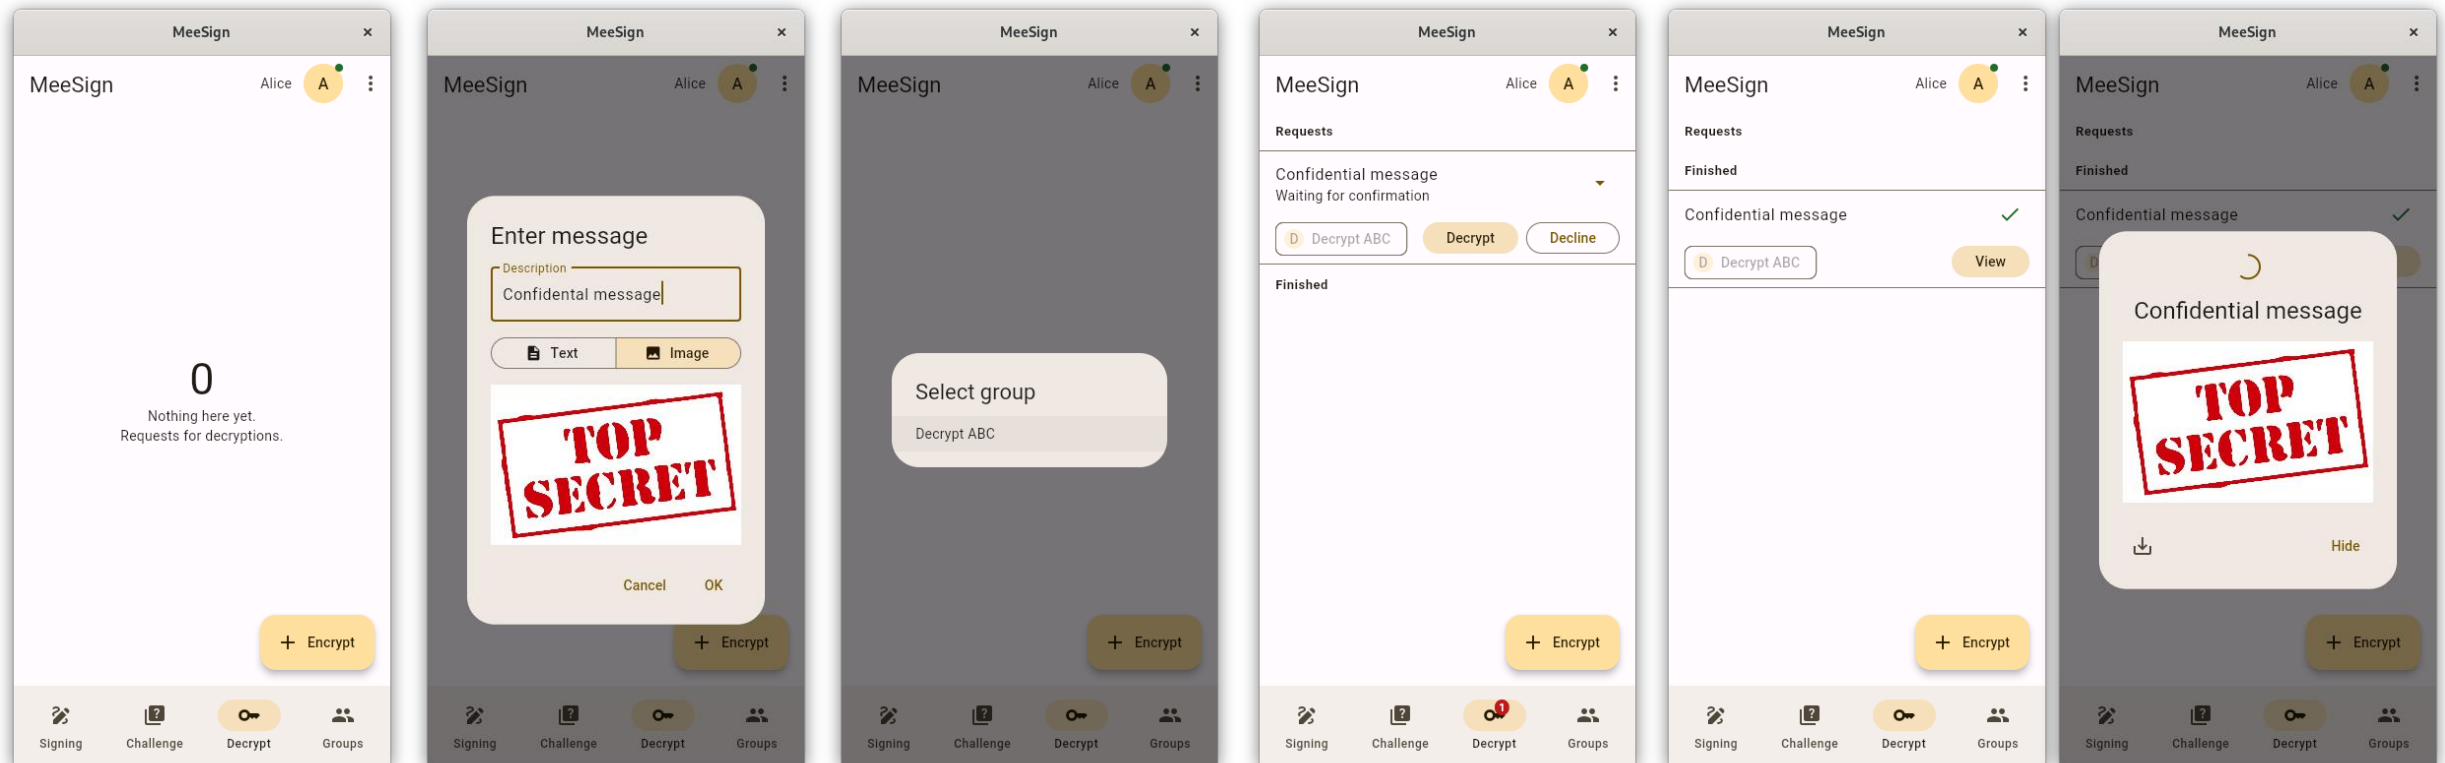 MeeSign ×
MeeSign Alice A
0
Nothing here yet.
Requests for decryptions.
+ Encrypt
Signing Challenge Decrypt Groups
MeeSign ×
MeeSign Alice A
Enter message
Description
Confidental message
Text Image
TOP
SECRET
Cancel OK
+ Encrypt
Signing Challenge Decrypt Groups
MeeSign ×
MeeSign Alice A
Select group
Decrypt ABC
+ Encrypt
Signing Challenge Decrypt Groups
MeeSign ×
MeeSign Alice A
Requests
Confidential message
Waiting for confirmation
D Decrypt ABC Decrypt Decline
Finished
+ Encrypt
1
Signing Challenge Decrypt Groups
MeeSign ×
MeeSign Alice A
Requests
Finished
Confidential message
D Decrypt ABC View
+ Encrypt
Signing Challenge Decrypt Groups
MeeSign ×
MeeSign Alice A
Requests
Finished
Confidential message
D
Confidential message
TOP
SECRET
Hide
+ Encrypt
Signing Challenge Decrypt Groups